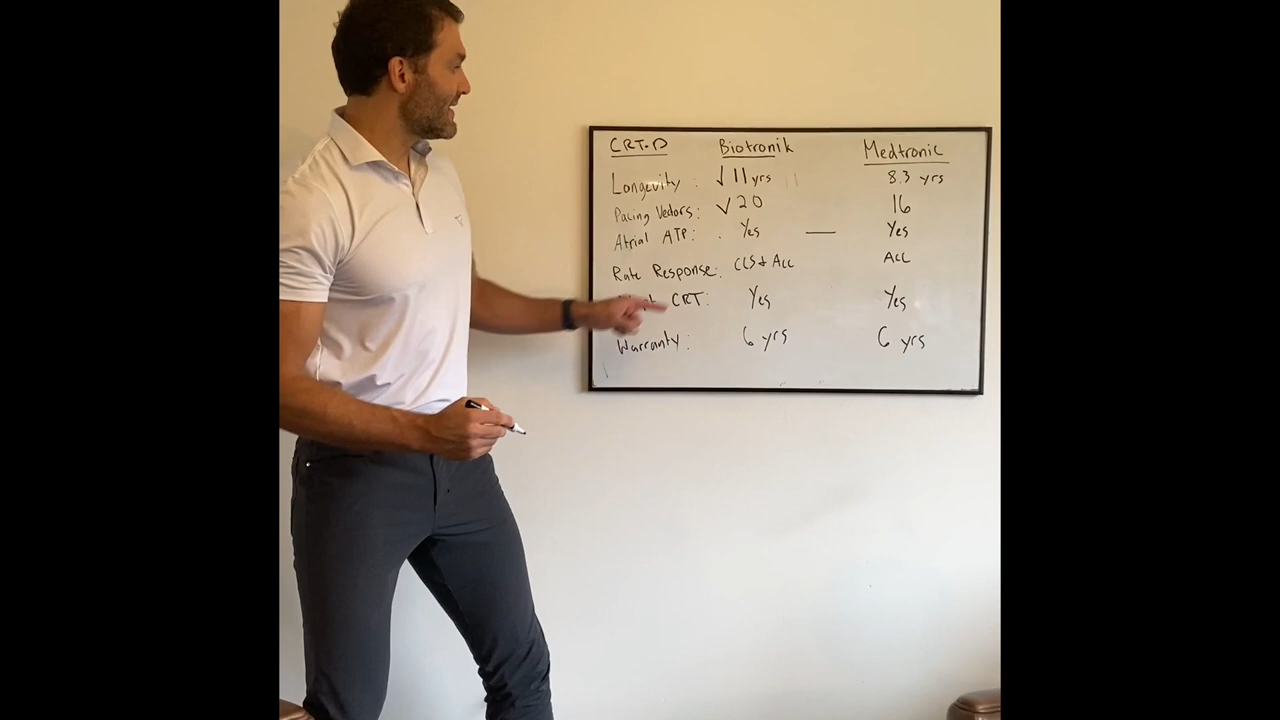 CRT-D Biotronik Medtronic
Longevity: ✓ 11 yrs 8.3 yrs
Pacing Vectors: ✓ 20 16
Atrial ATP: Yes — Yes
Rate Response: CLS + ACC ACC
CRT: Yes Yes
Warranty: 6 yrs 6 yrs